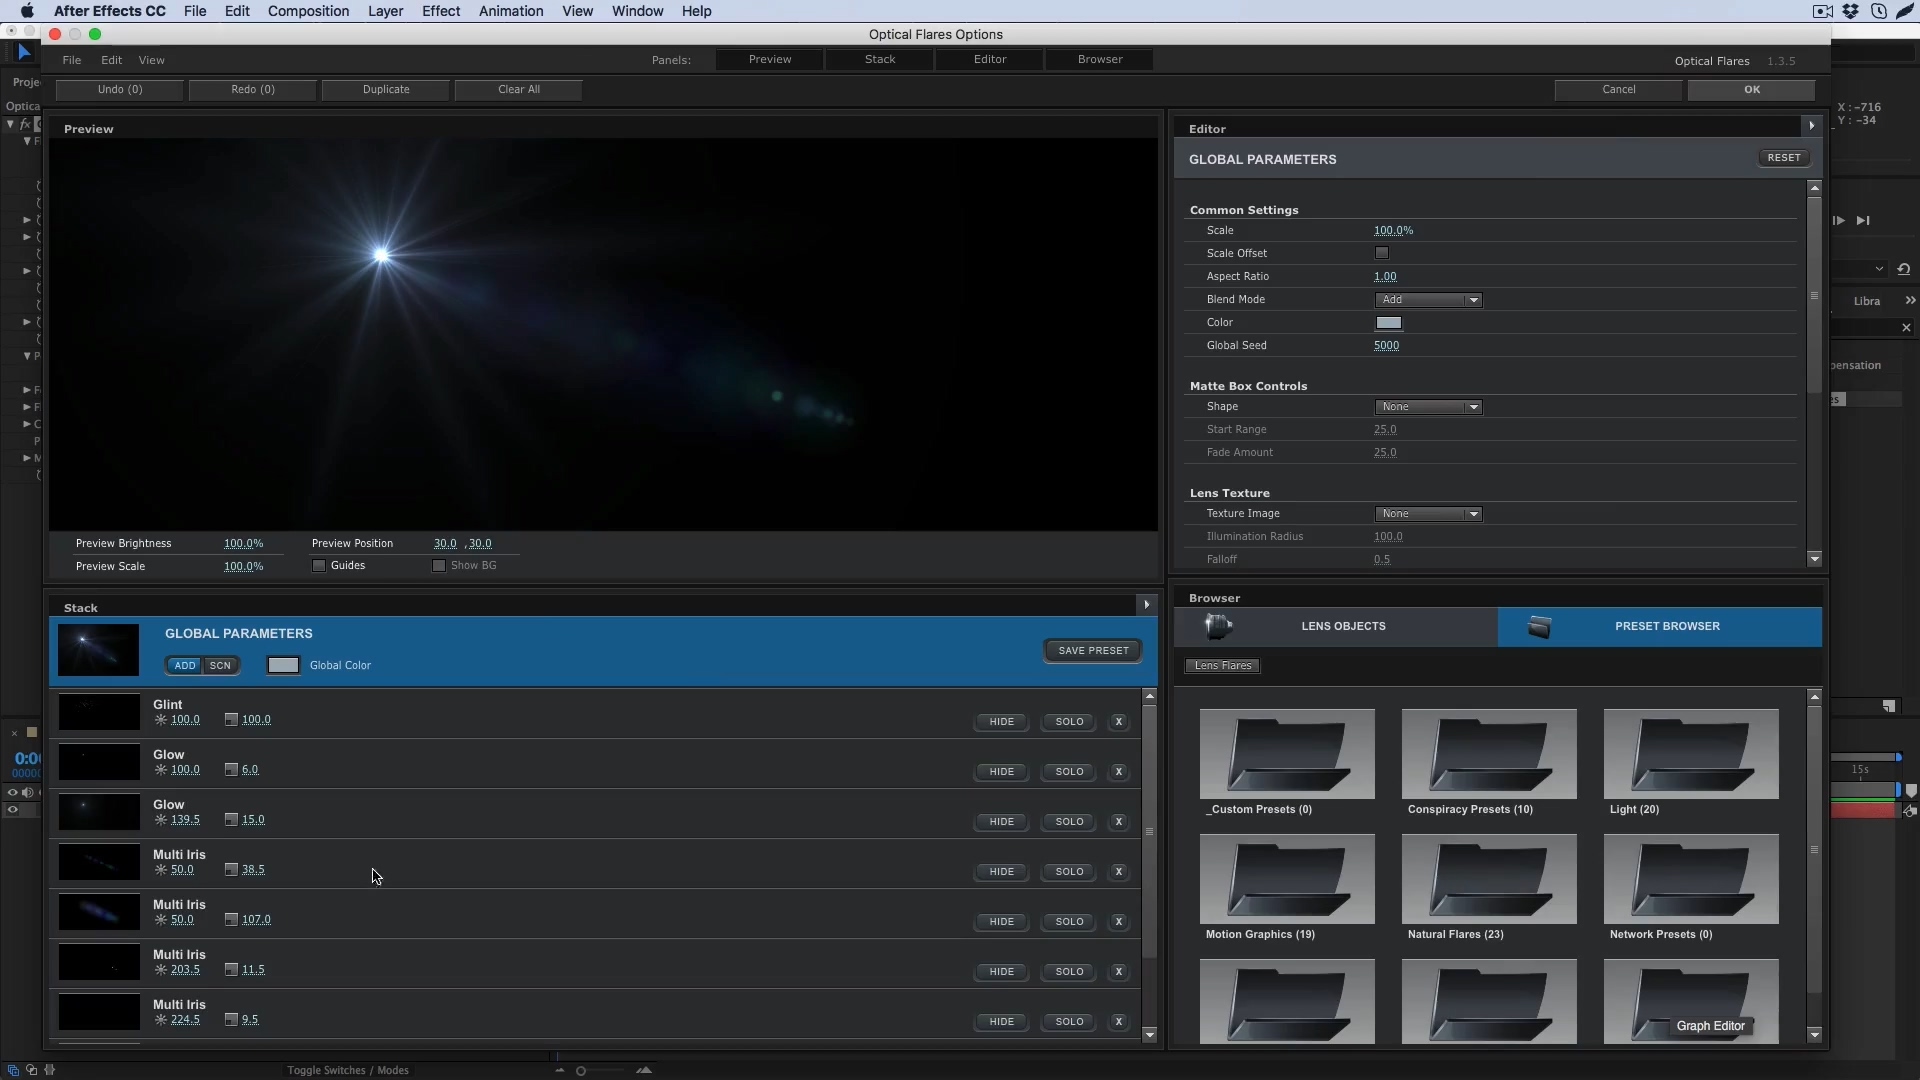 After Effects CC File Edit Composition Layer Effect Animation View Window Help
Optical Flares Options
File Edit View Panels: Preview Stack Editor Browser Optical Flares 1.3.5
Undo (0) Redo (0) Duplicate Clear All Cancel OK
X : -716
Y : -34
Preview
Preview Brightness 100.0% Preview Position 30.0 , 30.0
Preview Scale 100.0% Guides Show BG
Editor
GLOBAL PARAMETERS RESET
Common Settings
Scale 100.0%
Scale Offset
Aspect Ratio 1.00
Blend Mode Add
Color
Global Seed 5000
Matte Box Controls
Shape None
Start Range 25.0
Fade Amount 25.0
Lens Texture
Texture Image None
Illumination Radius 100.0
Falloff 0.5
Stack
GLOBAL PARAMETERS
ADD SCN Global Color SAVE PRESET
Glint
100.0 100.0 HIDE SOLO X
Glow
100.0 6.0 HIDE SOLO X
Glow
139.5 15.0 HIDE SOLO X
Multi Iris
50.0 38.5 HIDE SOLO X
Multi Iris
50.0 107.0 HIDE SOLO X
Multi Iris
203.5 11.5 HIDE SOLO X
Multi Iris
224.5 9.5 HIDE SOLO X
Browser
LENS OBJECTS PRESET BROWSER
Lens Flares
_Custom Presets (0) Conspiracy Presets (10) Light (20)
Motion Graphics (19) Natural Flares (23) Network Presets (0)
Graph Editor
Toggle Switches / Modes
Projec
Optica
fx
Libra
pensation
es
15s
0:00